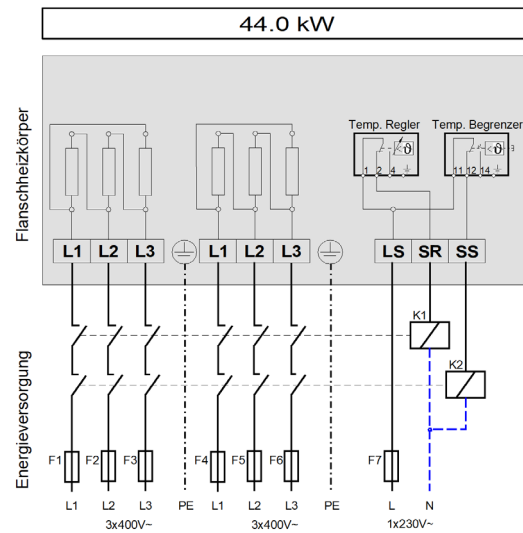 44.0 kW
Flanschheizkörper
Temp. Regler Temp. Begrenzer
ϑ ϑ
1 2 4 11 12 14
L1 L2 L3 L1 L2 L3 LS SR SS
K1
K2
Energieversorgung
F1 F2 F3 F4 F5 F6 F7
L1 L2 L3 PE L1 L2 L3 PE L N
3x400V~ 3x400V~ 1x230V~